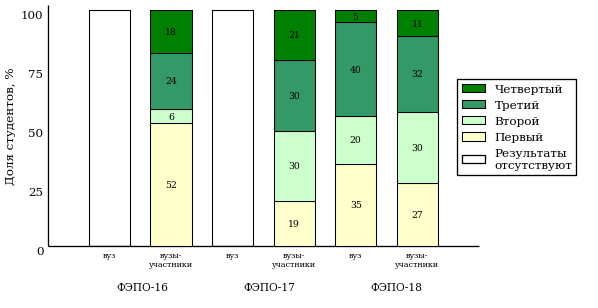 100
75
50
25
0
Доля студентов, %
18
24
6
52
21
30
30
19
5
40
20
35
11
32
30
27
вуз
вузы-
участники
вуз
вузы-
участники
вуз
вузы-
участники
ФЭПО-16
ФЭПО-17
ФЭПО-18
Четвертый
Третий
Второй
Первый
Результаты
отсутствуют